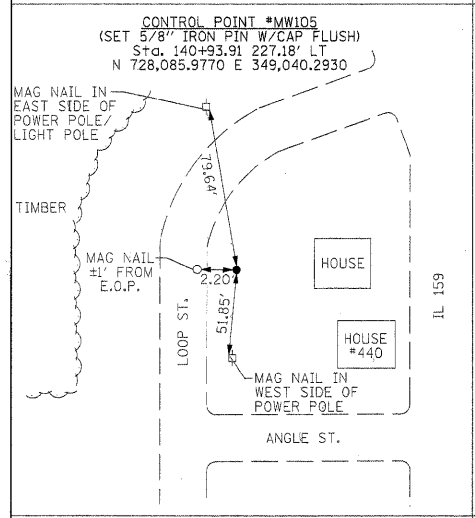 CONTROL POINT #MW105
(SET 5/8" IRON PIN W/CAP FLUSH)
Sta. 140+93.91 227.18' LT
N 728,085.9770 E 349,040.2930
MAG NAIL IN
EAST SIDE OF
POWER POLE/
LIGHT POLE
79.64'
TIMBER
MAG NAIL
±1' FROM
E.O.P.
2.20'
HOUSE
IL 159
LOOP ST.
51.85'
HOUSE
#440
MAG NAIL IN
WEST SIDE OF
POWER POLE
ANGLE ST.